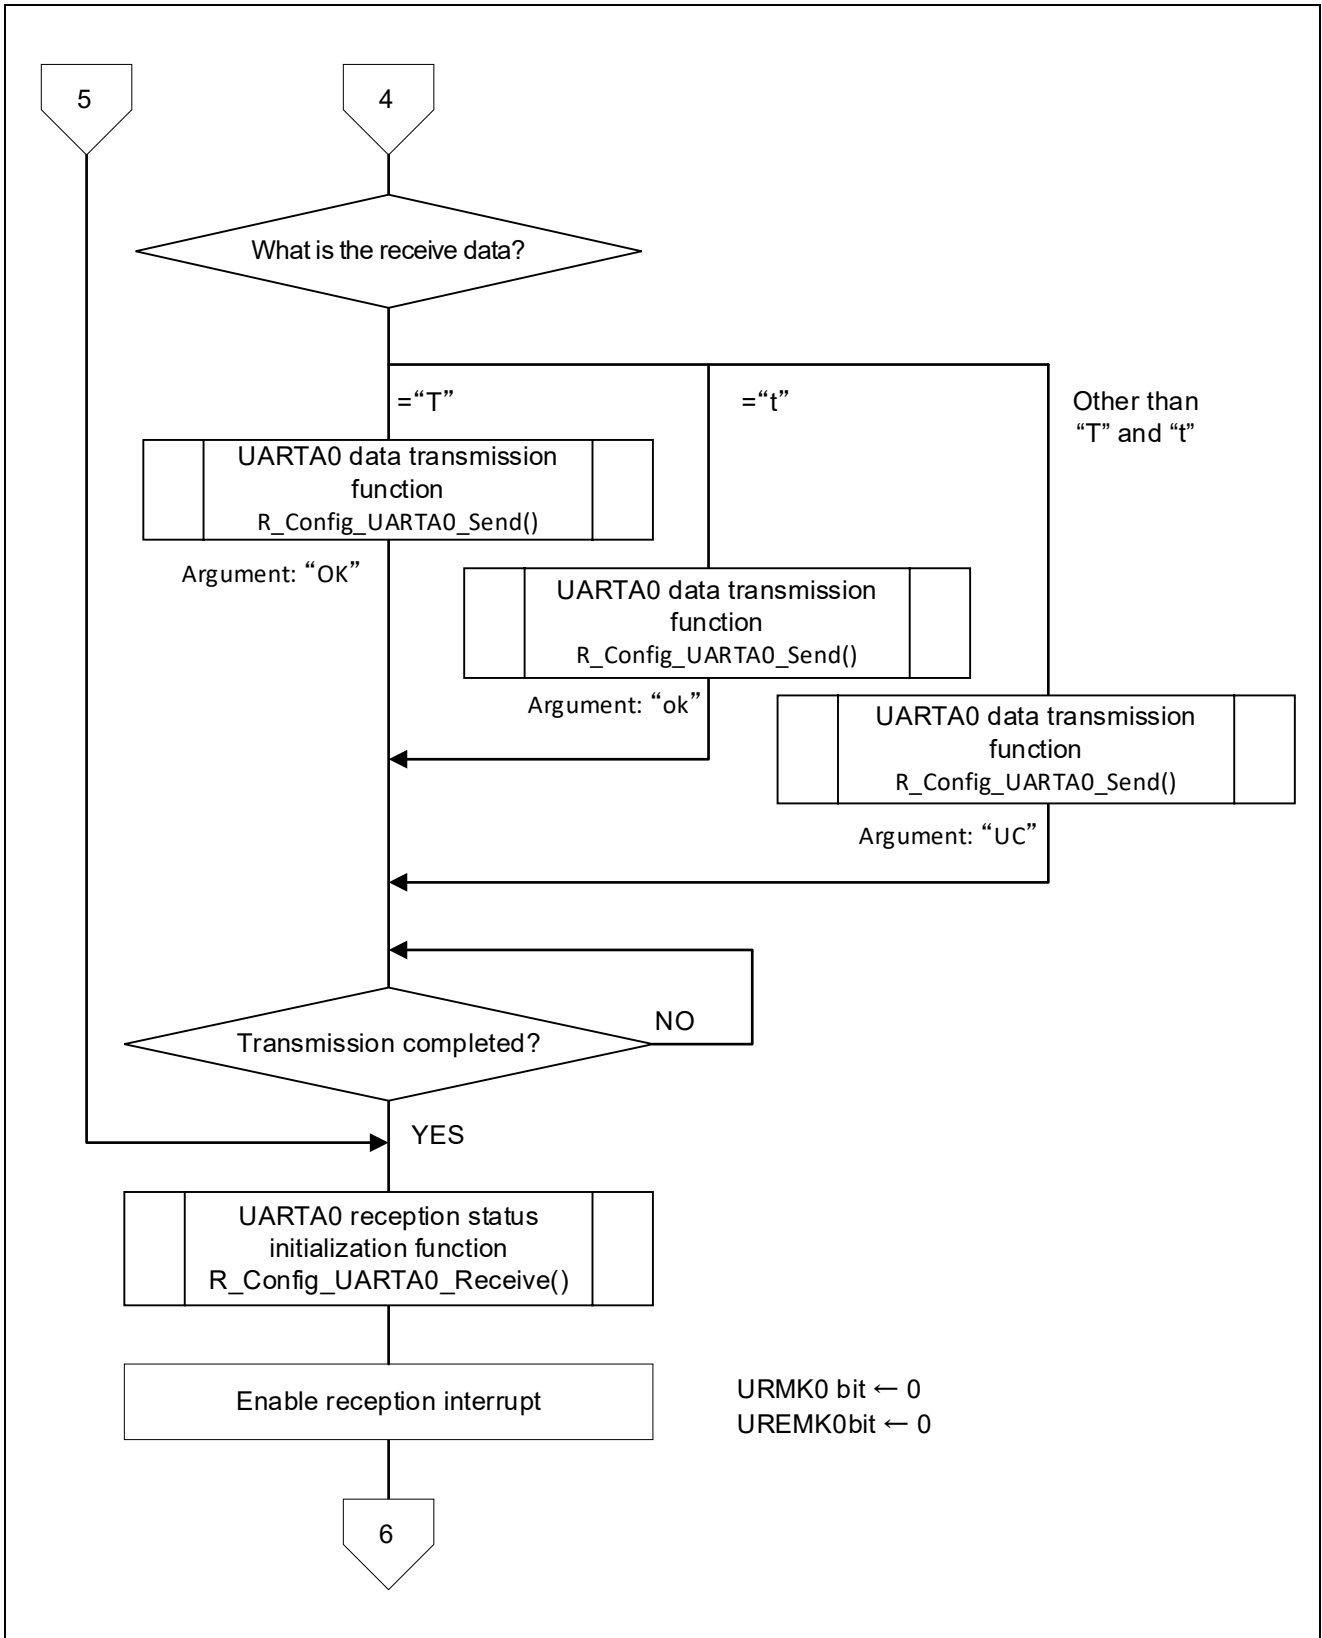 5
4
What is the receive data?
=“T”
=“t”
Other than
“T” and “t”
UARTA0 data transmission
function
R_Config_UARTA0_Send()
Argument: “OK”
UARTA0 data transmission
function
R_Config_UARTA0_Send()
Argument: “ok”
UARTA0 data transmission
function
R_Config_UARTA0_Send()
Argument: “UC”
Transmission completed?
NO
YES
UARTA0 reception status
initialization function
R_Config_UARTA0_Receive()
Enable reception interrupt
URMK0 bit ← 0
UREMK0bit ← 0
6